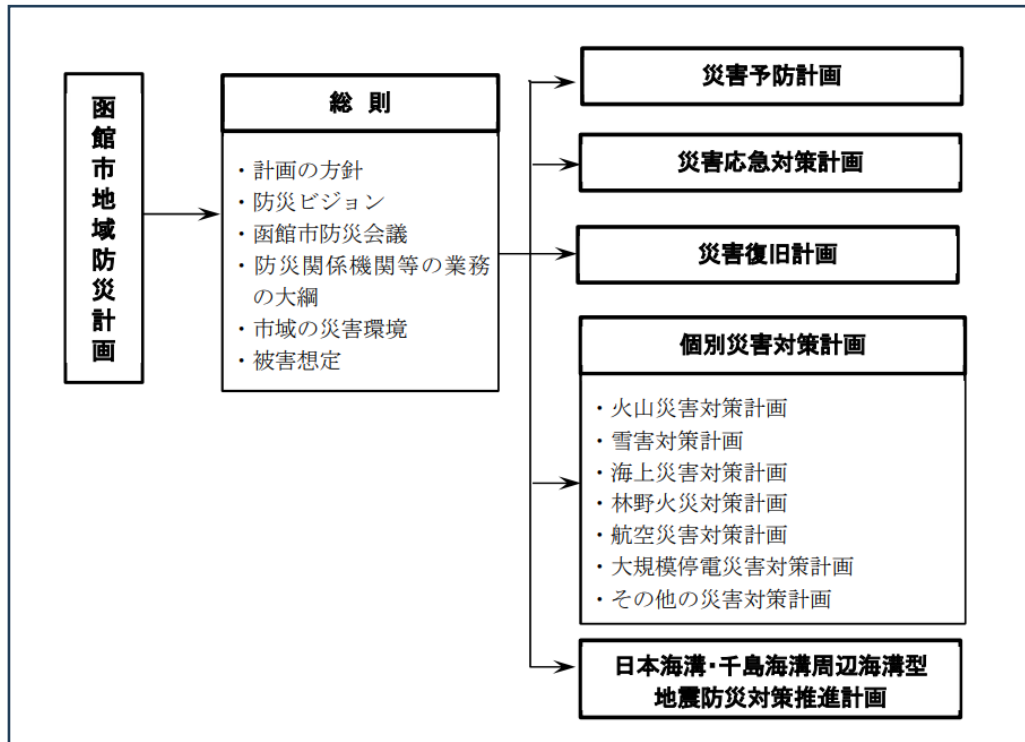 函館市地域防災計画
総 則
・計画の方針
・防災ビジョン
・函館市防災会議
・防災関係機関等の業務
の大綱
・市域の災害環境
・被害想定
災害予防計画
災害応急対策計画
災害復旧計画
個別災害対策計画
・火山災害対策計画
・雪害対策計画
・海上災害対策計画
・林野火災対策計画
・航空災害対策計画
・大規模停電災害対策計画
・その他の災害対策計画
日本海溝・千島海溝周辺海溝型
地震防災対策推進計画